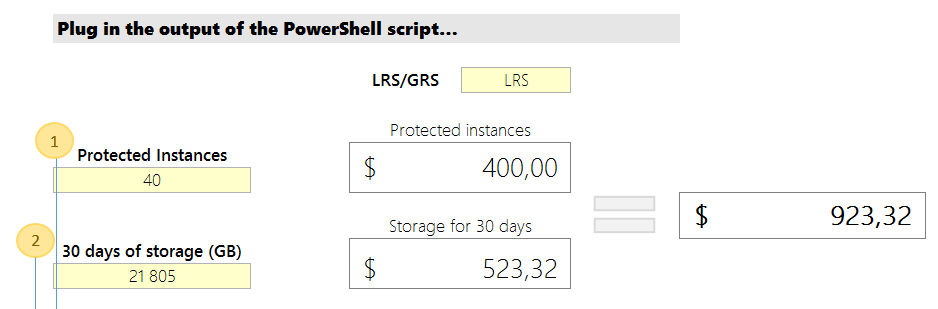 Plug in the output of the PowerShell script...
LRS/GRS LRS
1
Protected Instances
40
Protected instances
$ 400,00
2
30 days of storage (GB)
21 805
Storage for 30 days
$ 523,32
$ 923,32